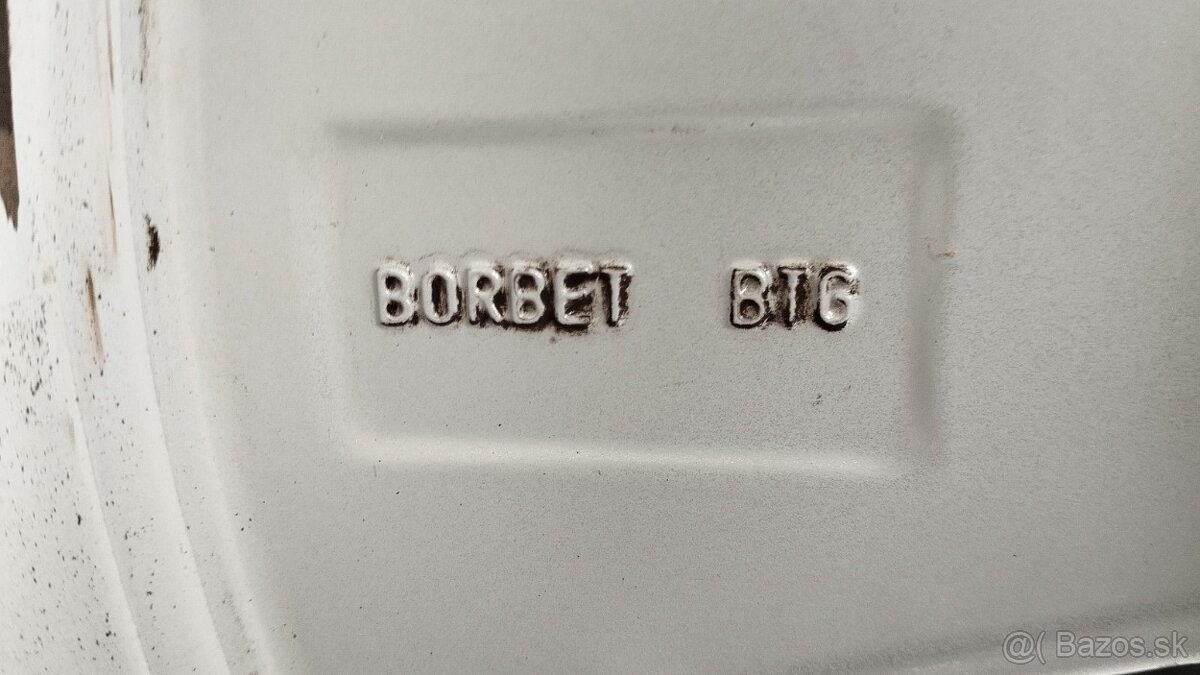 BORBET BTG
@( Bazos.sk